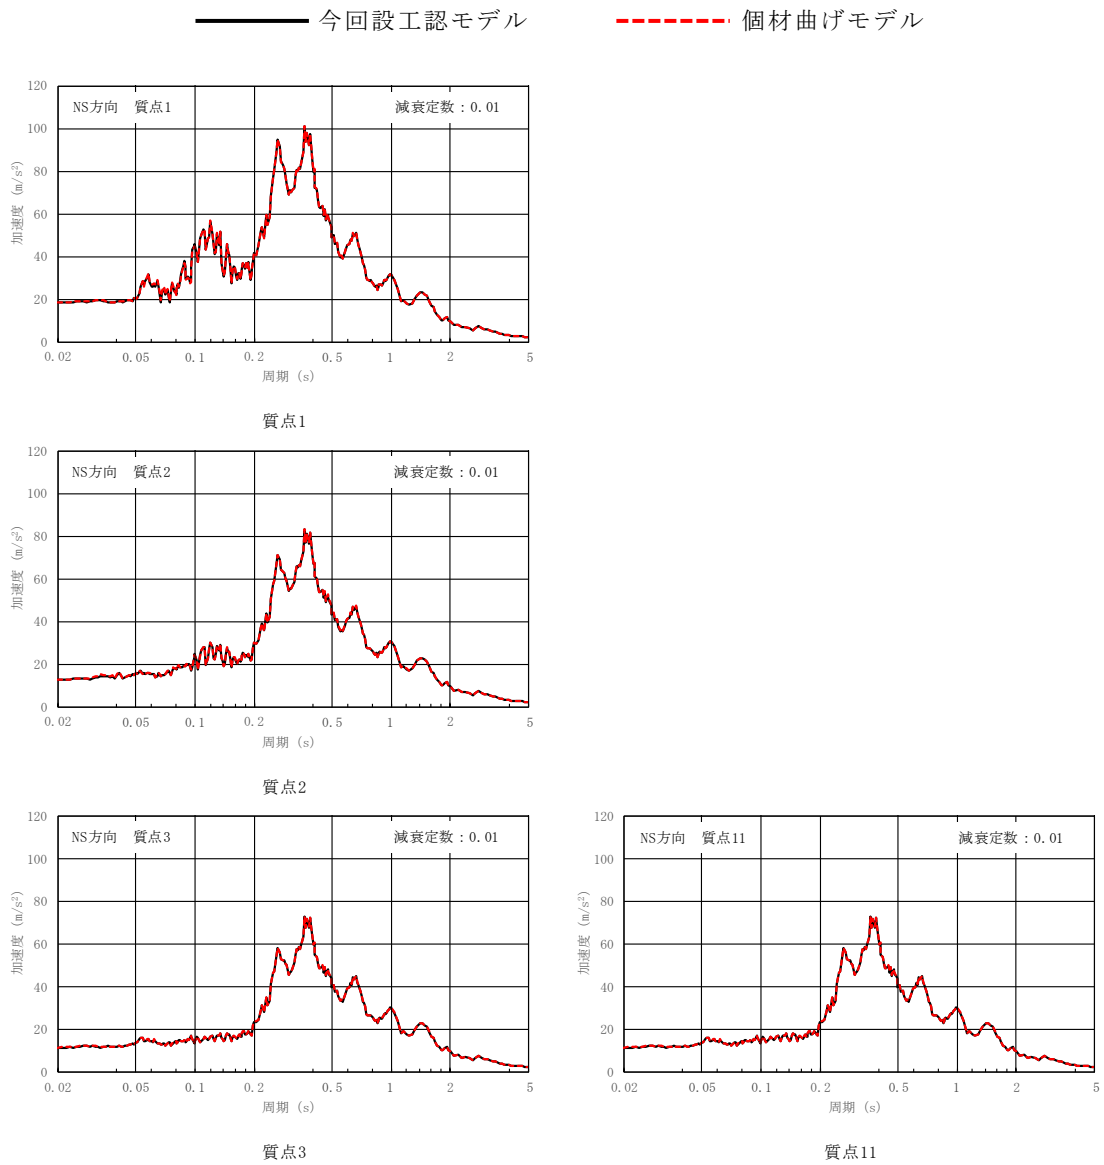 今回設工認モデル 個材曲げモデル
NS方向 質点1 減衰定数:0.01
120
100
80
60
40
20
0
加速度 (m/s²)
0.02 0.05 0.1 0.2 0.5 1 2 5
周期 (s)
質点1
NS方向 質点2 減衰定数:0.01
120
100
80
60
40
20
0
加速度 (m/s²)
0.02 0.05 0.1 0.2 0.5 1 2 5
周期 (s)
質点2
NS方向 質点3 減衰定数:0.01
120
100
80
60
40
20
0
加速度 (m/s²)
0.02 0.05 0.1 0.2 0.5 1 2 5
周期 (s)
質点3
NS方向 質点11 減衰定数:0.01
120
100
80
60
40
20
0
加速度 (m/s²)
0.02 0.05 0.1 0.2 0.5 1 2 5
周期 (s)
質点11